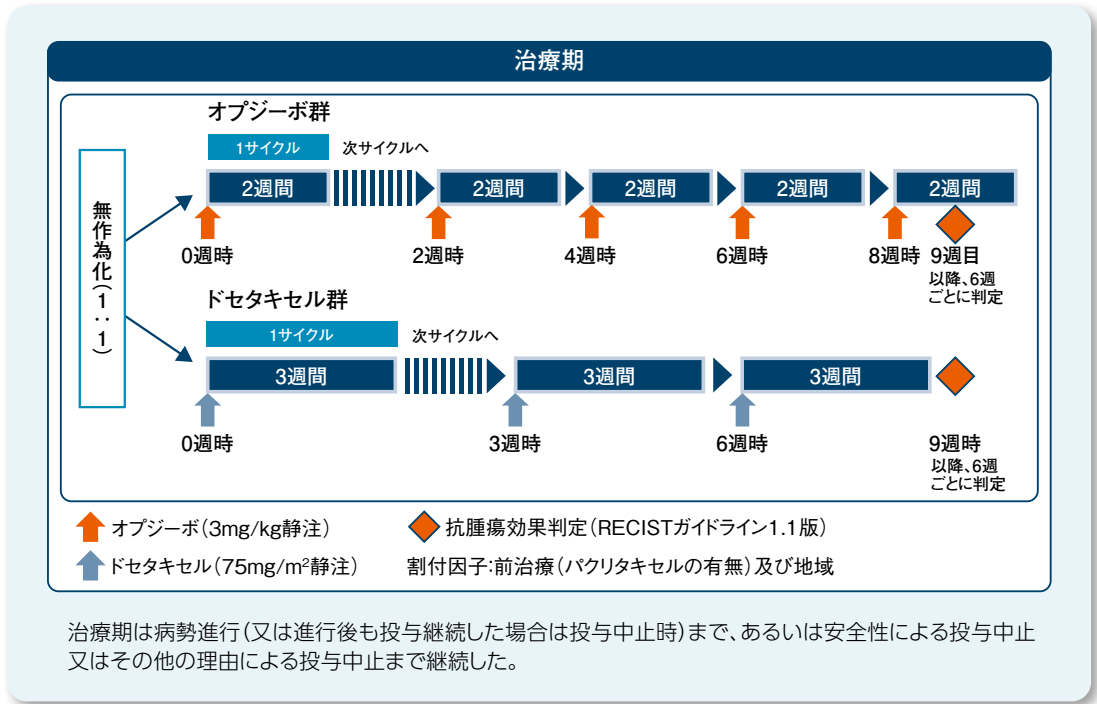 治療期
オプジーボ群
1サイクル 次サイクルへ
2週間 2週間 2週間 2週間 2週間
0週時 2週時 4週時 6週時 8週時 9週目
以降、6週
ごとに判定
無作為化(1:1)
ドセタキセル群
1サイクル 次サイクルへ
3週間 3週間 3週間
0週時 3週時 6週時 9週時
以降、6週
ごとに判定
オプジーボ(3mg/kg静注) 抗腫瘍効果判定(RECISTガイドライン1.1版)
ドセタキセル(75mg/m²静注) 割付因子:前治療(パクリタキセルの有無)及び地域
治療期は病勢進行(又は進行後も投与継続した場合は投与中止時)まで、あるいは安全性による投与中止
又はその他の理由による投与中止まで継続した。